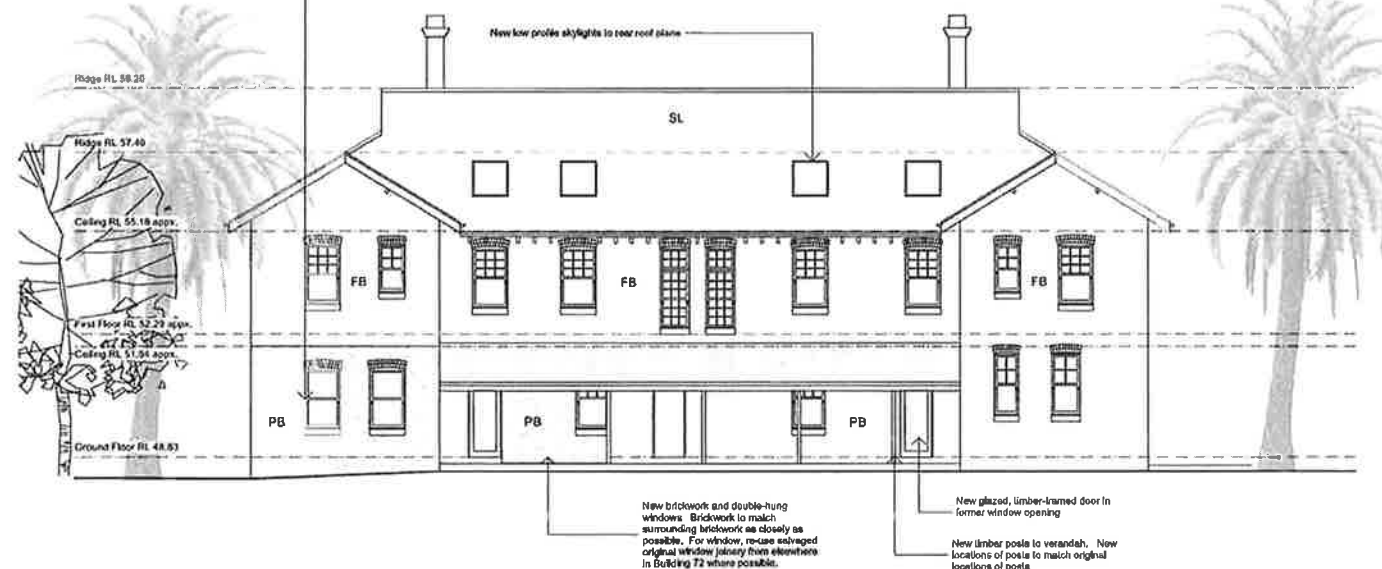 New low profile skylights to rear roof plane
Ridge RL 58.20
SL
Ridge RL 57.40
Ceiling RL 55.18 appx.
FB
FB
FB
First Floor RL 52.29 appx.
Ceiling RL 51.94 appx.
PB
PB
PB
Ground Floor RL 48.83
New brickwork and double-hung
windows. Brickwork to match
surrounding brickwork as closely as
possible. For window, re-use salvaged
original window joinery from elsewhere
in Building 72 where possible.
New glazed, timber-framed door in
former window opening
New timber posts to verandah. New
locations of posts to match original
locations of posts